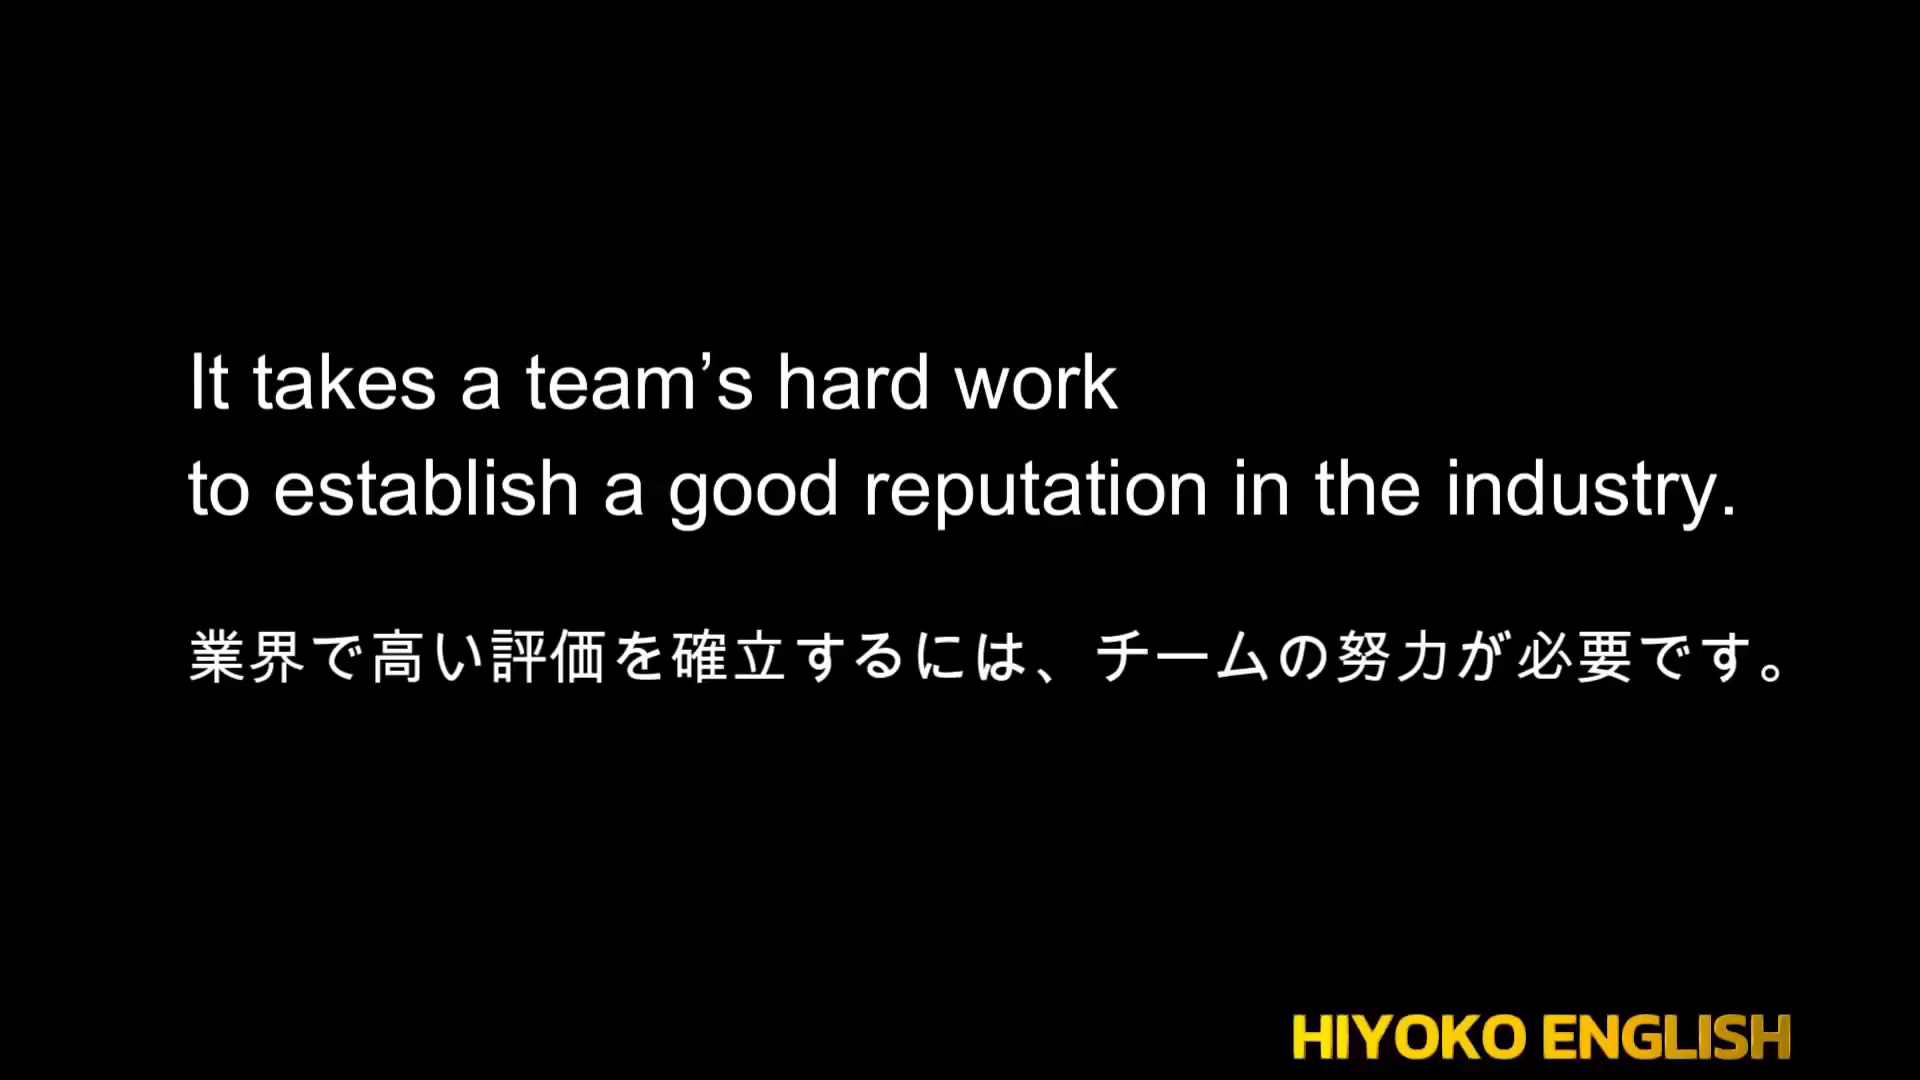 It takes a team’s hard work
to establish a good reputation in the industry.
業界で高い評価を確立するには、チームの努力が必要です。
HIYOKO ENGLISH